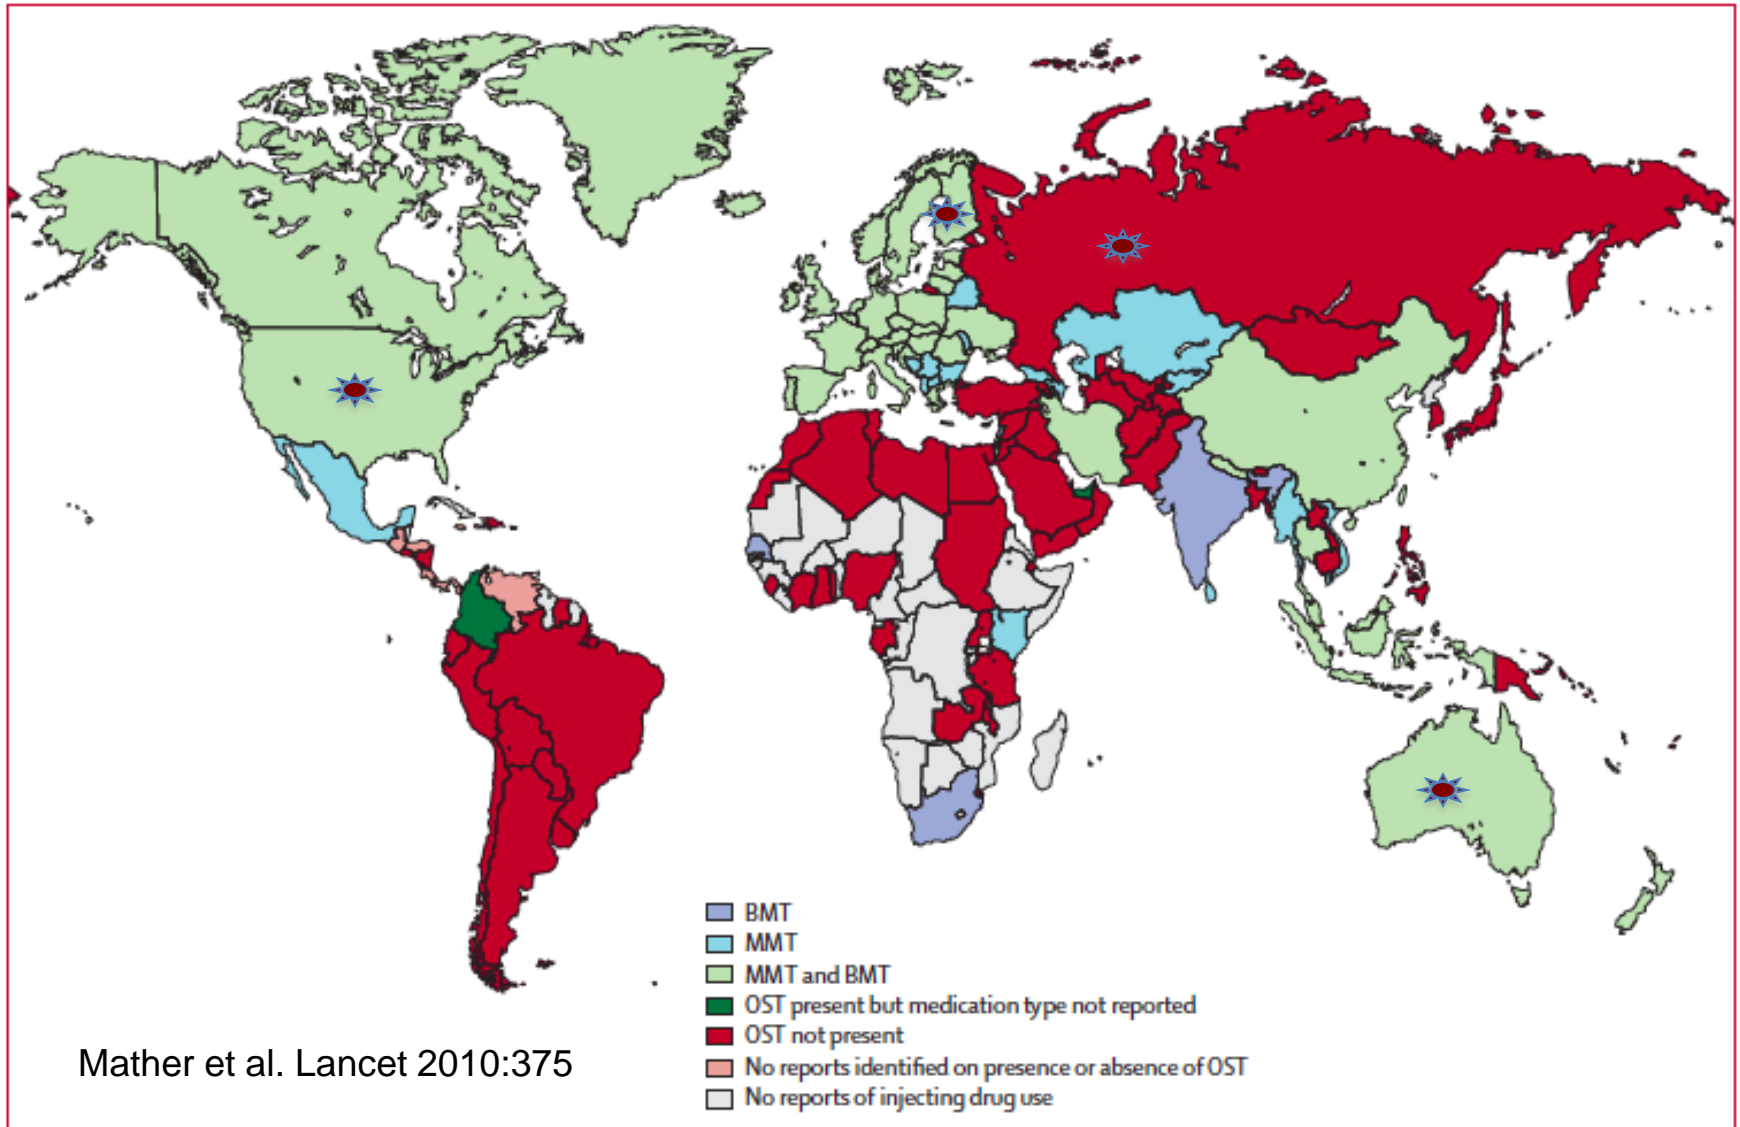 BMT
MMT
MMT and BMT
OST present but medication type not reported
OST not present
No reports identified on presence or absence of OST
No reports of injecting drug use
Mather et al. Lancet 2010:375